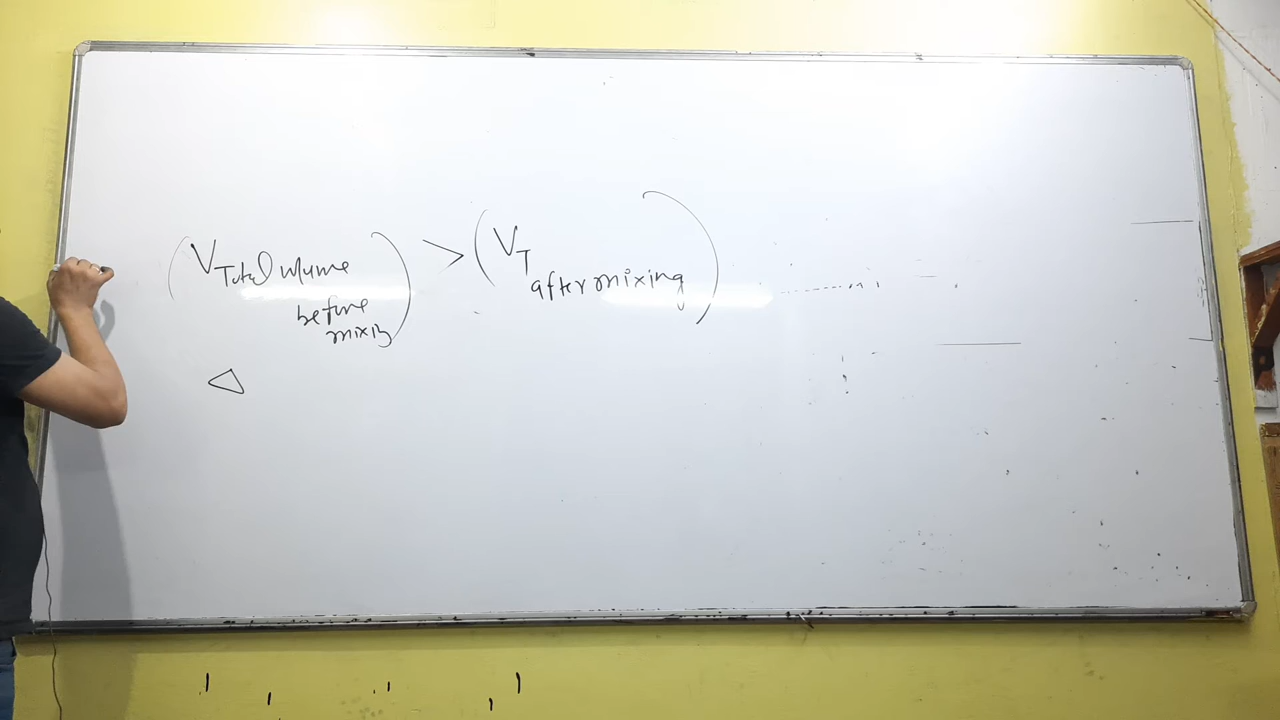 (V Total volume > (V T
before after mixing)
mixing)
Δ